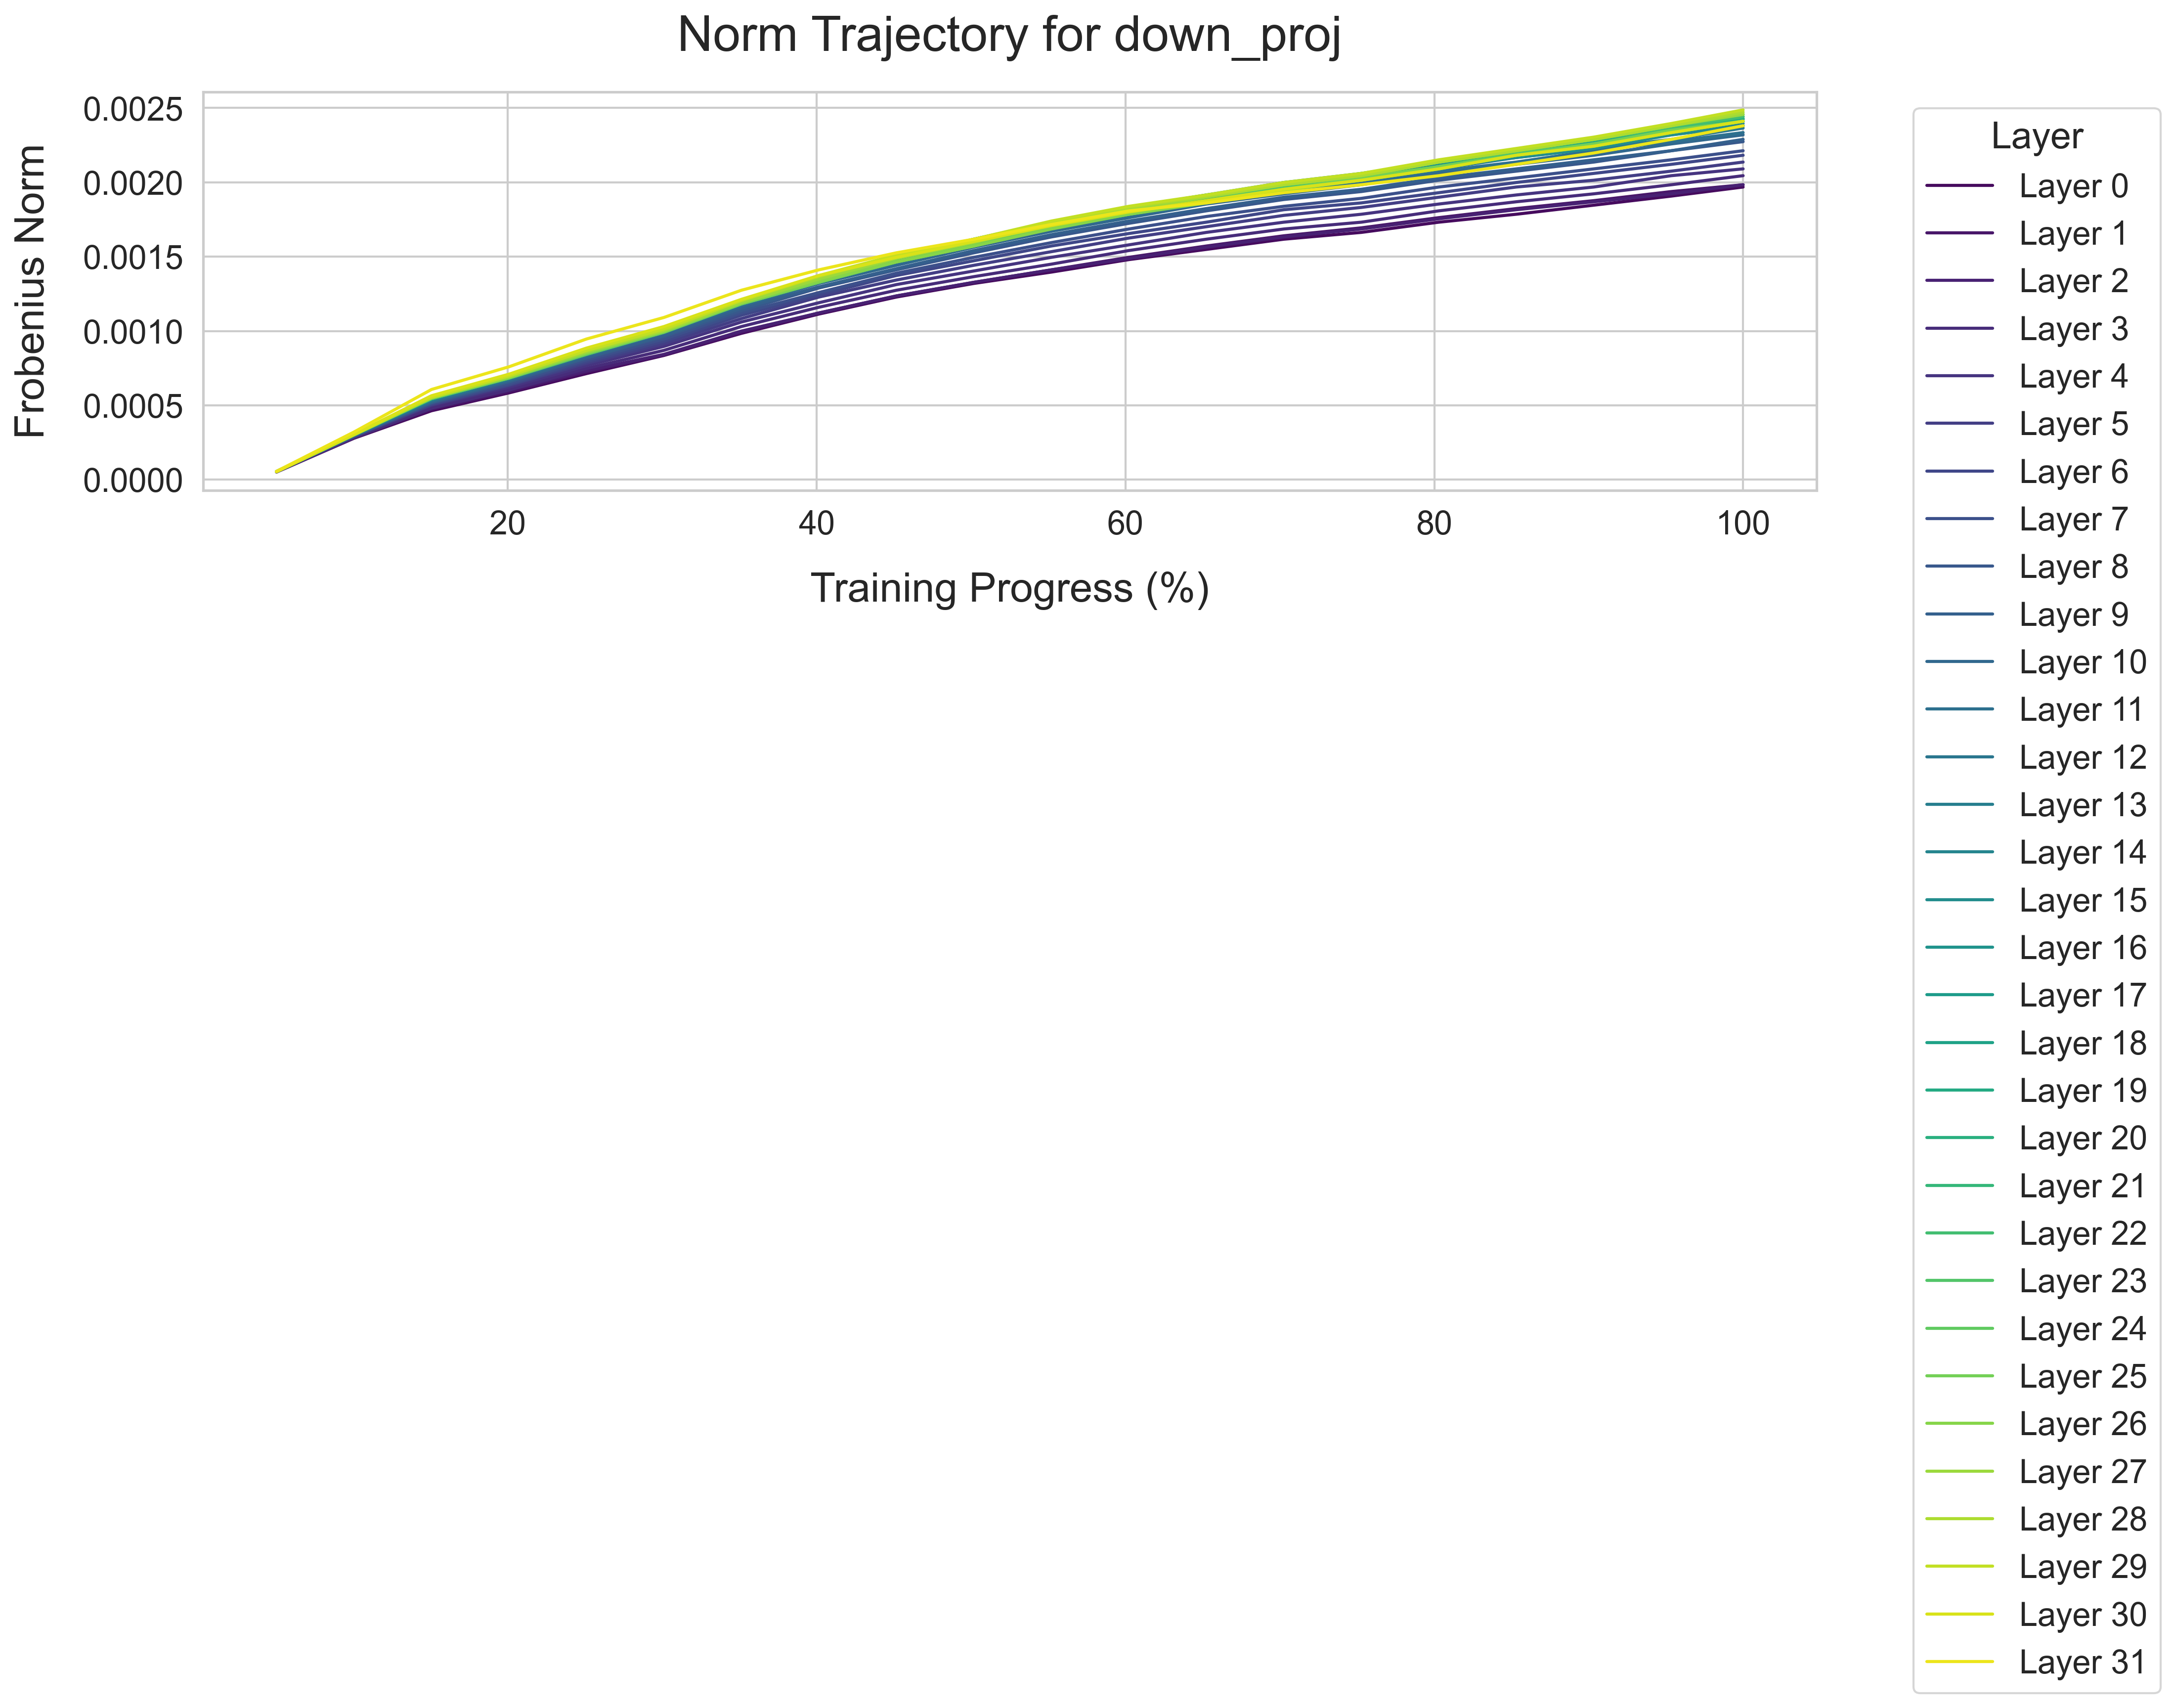 Norm Trajectory for down_proj
Frobenius Norm
0.0025
0.0020
0.0015
0.0010
0.0005
0.0000
20 40 60 80 100
Training Progress (%)
Layer
Layer 0
Layer 1
Layer 2
Layer 3
Layer 4
Layer 5
Layer 6
Layer 7
Layer 8
Layer 9
Layer 10
Layer 11
Layer 12
Layer 13
Layer 14
Layer 15
Layer 16
Layer 17
Layer 18
Layer 19
Layer 20
Layer 21
Layer 22
Layer 23
Layer 24
Layer 25
Layer 26
Layer 27
Layer 28
Layer 29
Layer 30
Layer 31